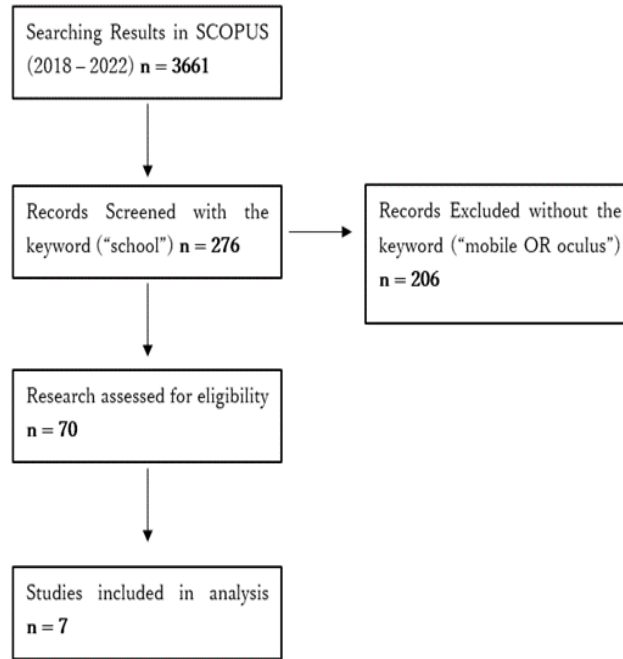 Searching Results in SCOPUS
(2018 – 2022) n = 3661
Records Screened with the
keyword (“school”) n = 276
Records Excluded without the
keyword (“mobile OR oculus”)
n = 206
Research assessed for eligibility
n = 70
Studies included in analysis
n = 7